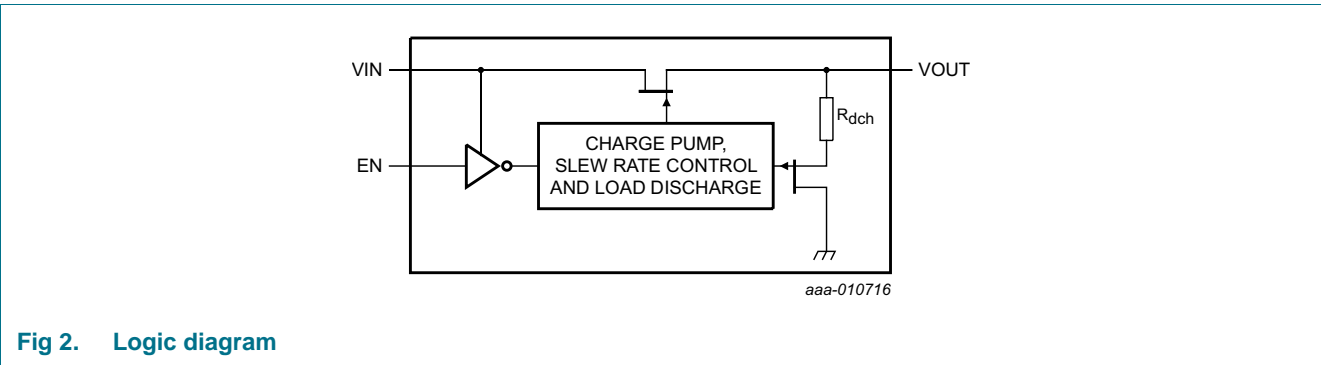 VIN
VOUT
Rdch
CHARGE PUMP,
SLEW RATE CONTROL
AND LOAD DISCHARGE
EN
aaa-010716
Fig 2. Logic diagram